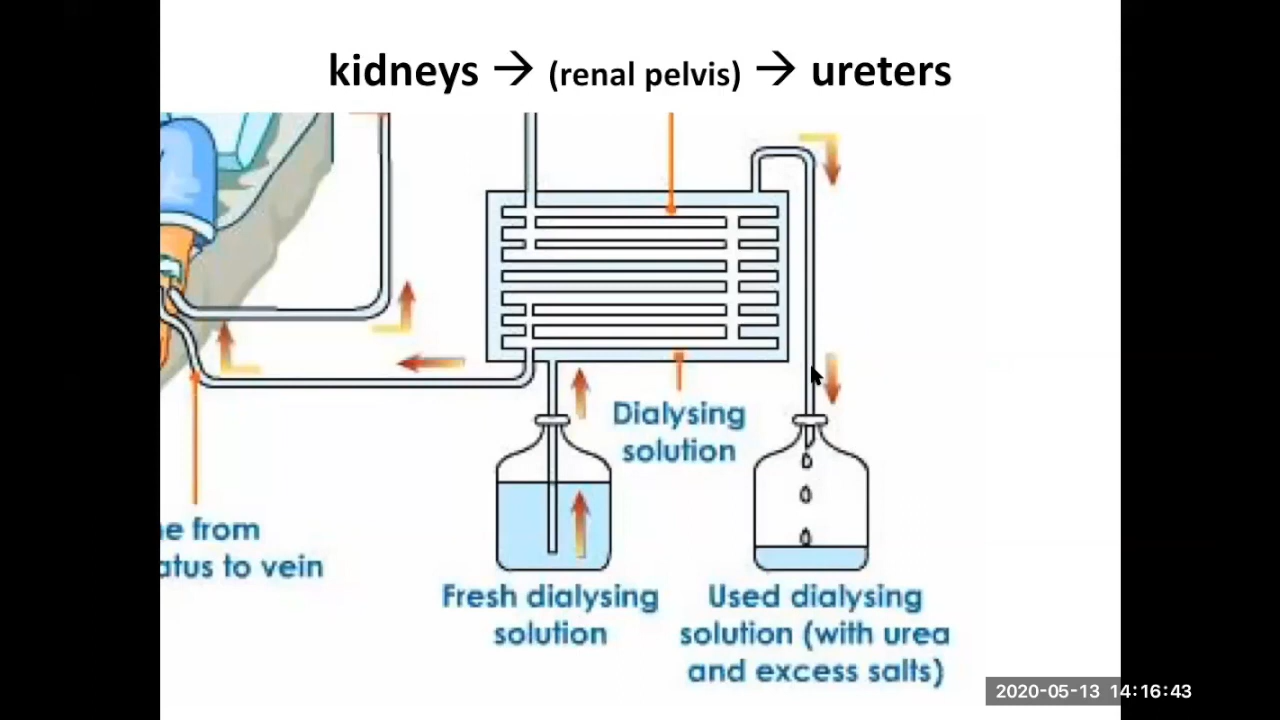 kidneys → (renal pelvis) → ureters
Dialysing
solution
e from
atus to vein
Fresh dialysing
solution
Used dialysing
solution (with urea
and excess salts)
2020-05-13 14:16:43